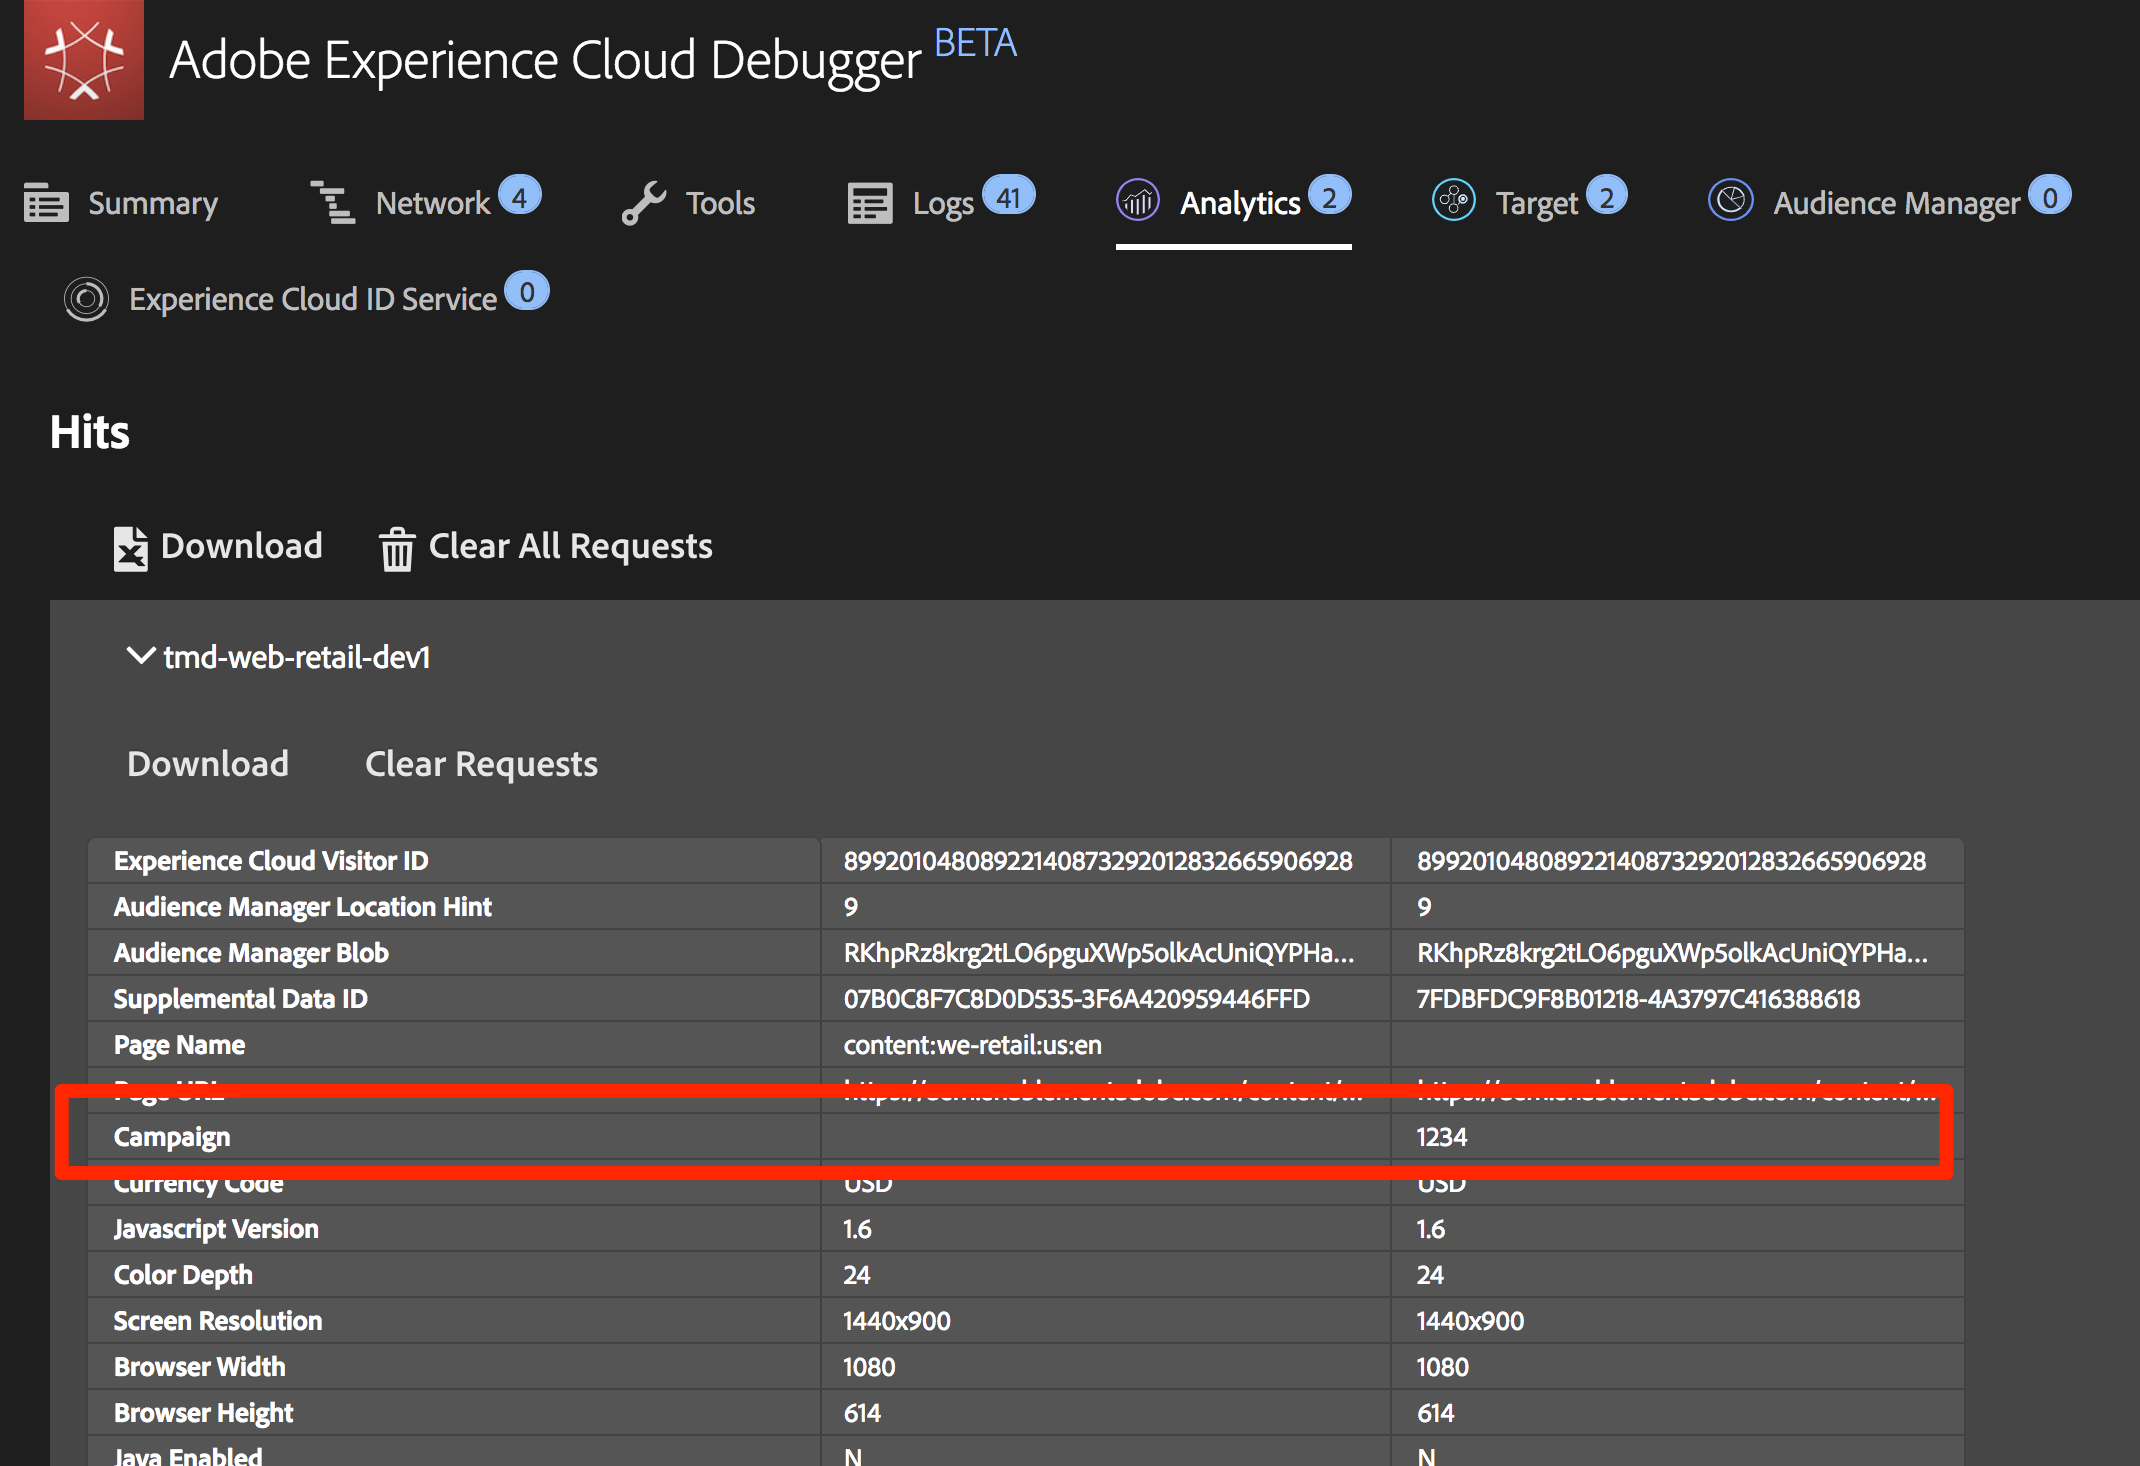 Adobe Experience Cloud Debugger BETA
Summary Network 4 Tools Logs 41 Analytics 2 Target 2 Audience Manager 0
Experience Cloud ID Service 0
Hits
Download Clear All Requests
tmd-web-retail-dev1
Download Clear Requests
Experience Cloud Visitor ID 89920104808922140873292012832665906928 89920104808922140873292012832665906928
Audience Manager Location Hint 9 9
Audience Manager Blob RKhpRz8krg2tLO6pguXWp5olkAcUniQYPHa... RKhpRz8krg2tLO6pguXWp5olkAcUniQYPHa...
Supplemental Data ID 07B0C8F7C8D0D535-3F6A420959446FFD 7FDBFDC9F8B01218-4A3797C416388618
Page Name content:we-retail:us:en
Page URL
Campaign 1234
Currency Code USD USD
Javascript Version 1.6 1.6
Color Depth 24 24
Screen Resolution 1440x900 1440x900
Browser Width 1080 1080
Browser Height 614 614
Java Enabled N N